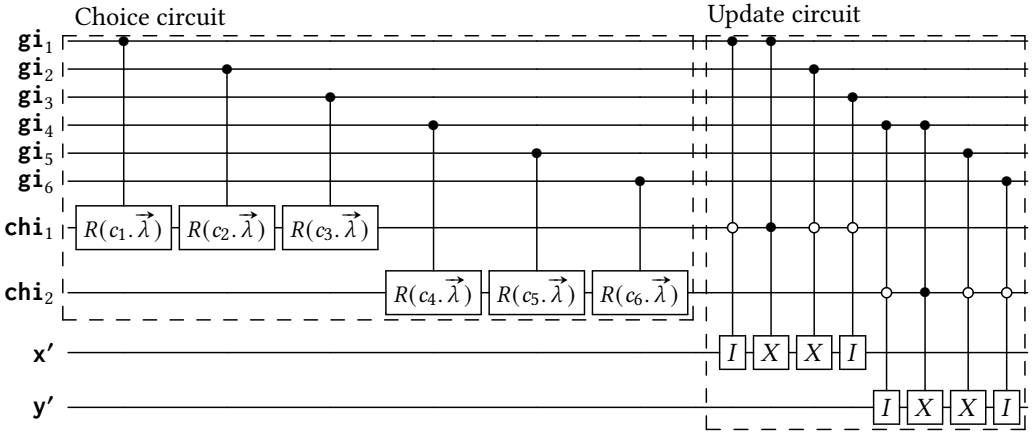 Choice circuit
Update circuit
gi₁
gi₂
gi₃
gi₄
gi₅
gi₆
chi₁ R(c₁.λ⃗) R(c₂.λ⃗) R(c₃.λ⃗)
chi₂ R(c₄.λ⃗) R(c₅.λ⃗) R(c₆.λ⃗)
x′ I X X I
y′ I X X I